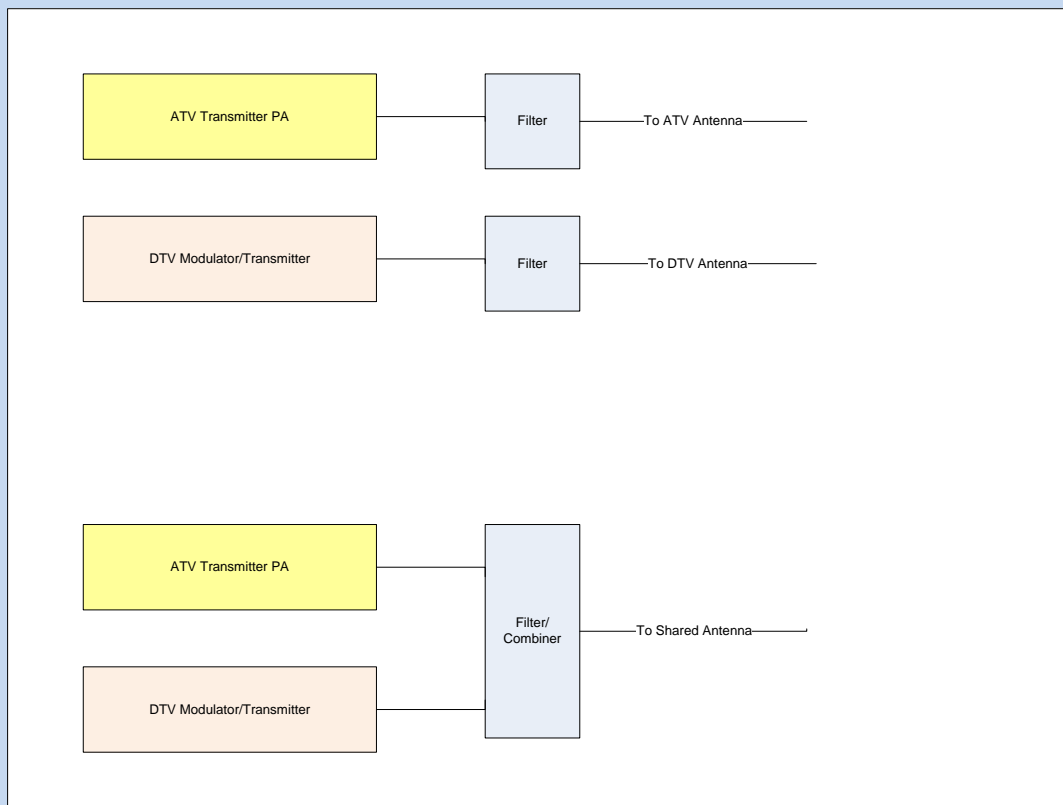 ATV Transmitter PA
Filter
To ATV Antenna
DTV Modulator/Transmitter
Filter
To DTV Antenna
ATV Transmitter PA
Filter/
Combiner
To Shared Antenna
DTV Modulator/Transmitter